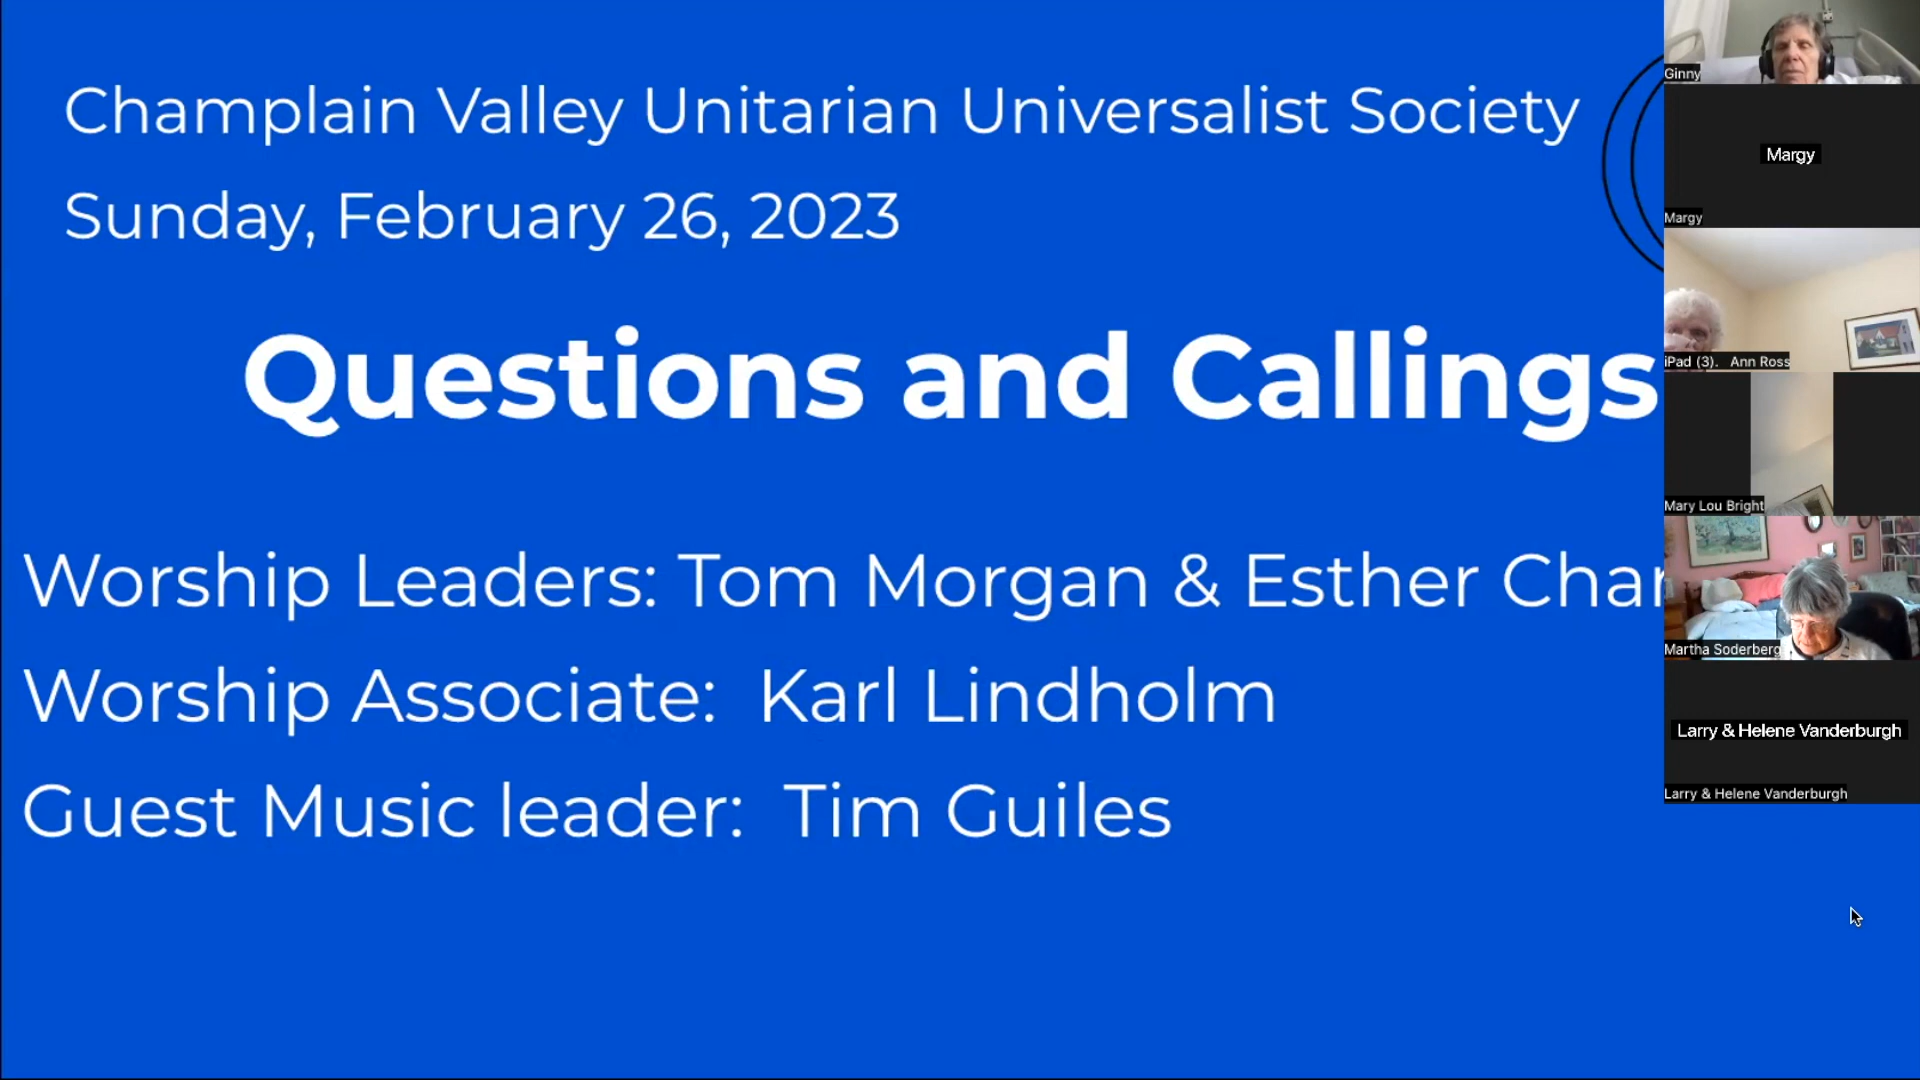 Champlain Valley Unitarian Universalist Society
Sunday, February 26, 2023
Questions and Callings
Worship Leaders: Tom Morgan & Esther Char
Worship Associate: Karl Lindholm
Guest Music leader: Tim Guiles
Ginny
Margy
Margy
iPad (3). Ann Ross
Mary Lou Bright
Martha Soderberg
Larry & Helene Vanderburgh
Larry & Helene Vanderburgh